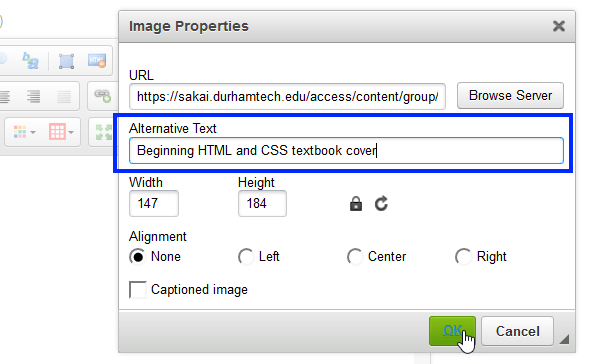 Image Properties
URL
https://sakai.durhamtech.edu/access/content/group/
Browse Server
Alternative Text
Beginning HTML and CSS textbook cover
Width Height
147 184
Alignment
None Left Center Right
Captioned image
OK Cancel